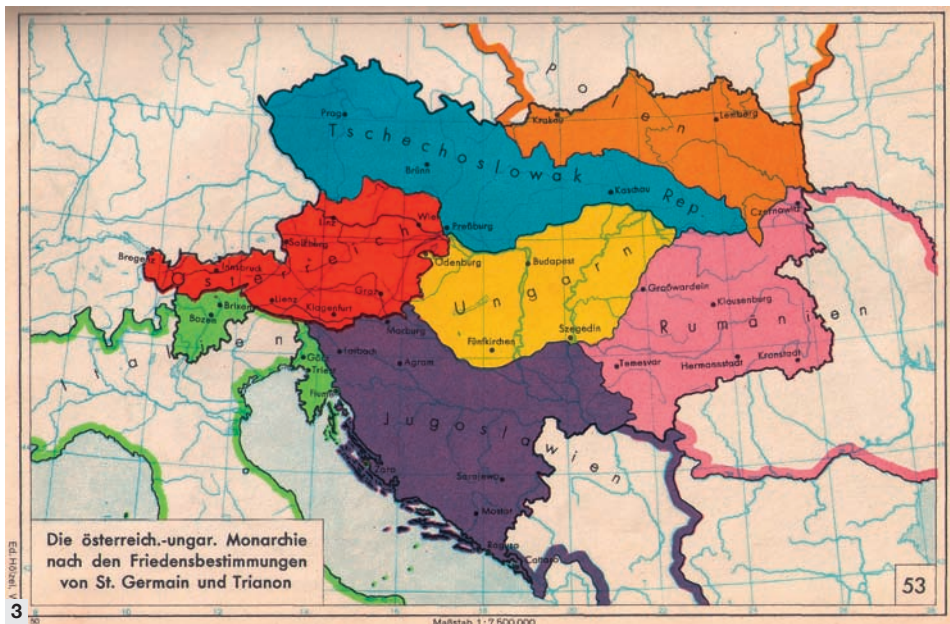 Polen
Krakau
Lemberg
Prag
Tschechoslowak. Rep.
Brünn
Kaschau
Czernowitz
Linz
Wien
Preßburg
Salzburg
Österreich
Ödenburg
Budapest
Bregenz
Innsbruck
Ungarn
Großwardein
Graz
Lienz
Klagenfurt
Brixen
Bozen
Klausenburg
Rumänien
Marburg
Szegedin
Fünfkirchen
Italien
Görz
Laibach
Agram
Temesvar
Hermannsstadt
Kronstadt
Triest
Fiume
Jugoslawien
Zara
Sarajewo
Mostar
Ragusa
Cattaro
Die österreich.-ungar. Monarchie
nach den Friedensbestimmungen
von St. Germain und Trianon
53
Ed. Hölzel, W
3
Maßstab 1:7,500.000